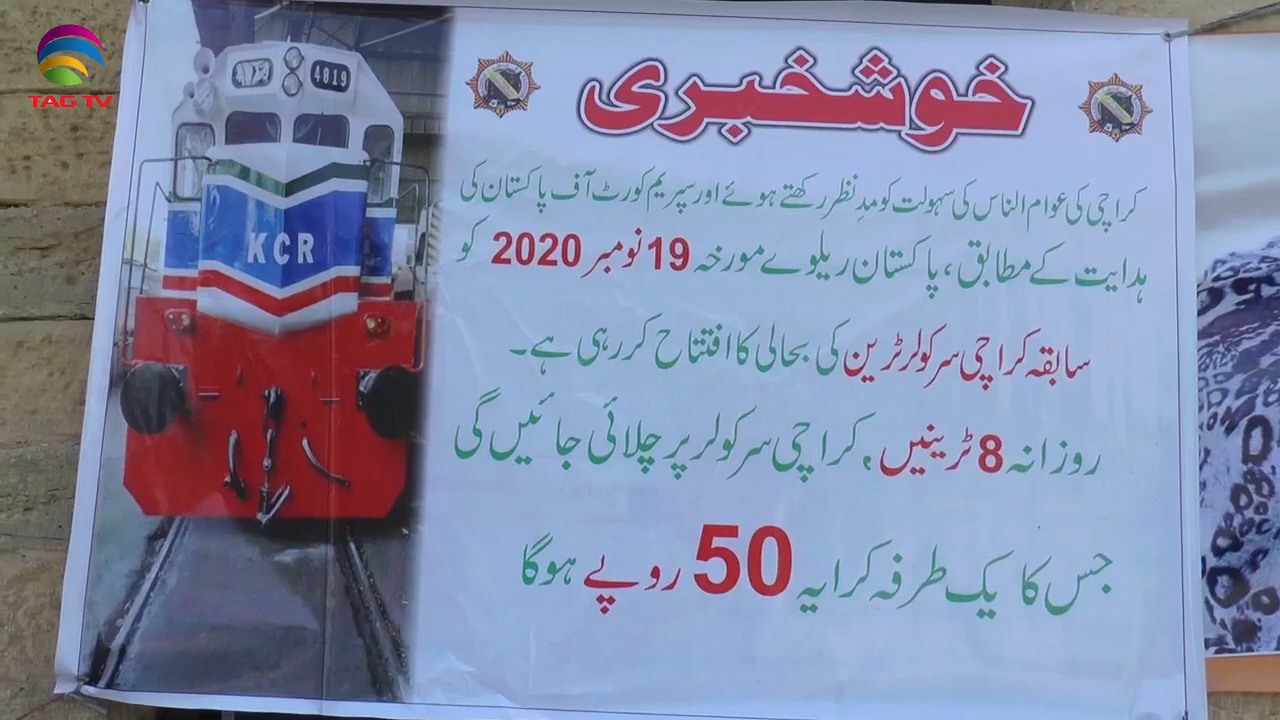 TAG TV
4819
KCR
خوشخبری
کراچی کی عوام الناس کی سہولت کو مدِ نظر رکھتے ہوئے اور سپریم کورٹ آف پاکستان کی
ہدایت کے مطابق، پاکستان ریلوے مورخہ 19 نومبر 2020 کو
سابقہ کراچی سرکولر ٹرین کی بحالی کا افتتاح کر رہی ہے۔
روزانہ 8 ٹرینیں، کراچی سرکولر پر چلائی جائیں گی
جس کا یک طرفہ کرایہ 50 روپے ہوگا